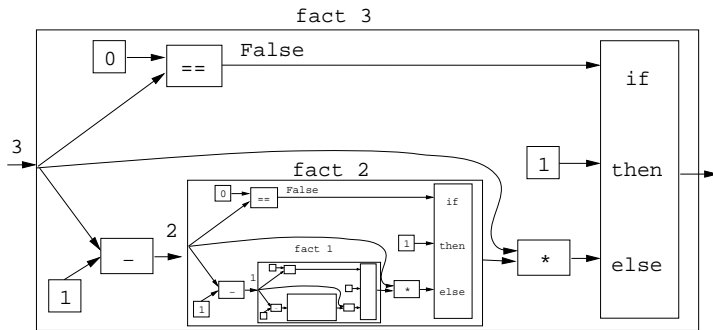 fact 3
0
==
False
if
3
1
then
fact 2
0
==
False
if
2
1
then
fact 1
-
1
-
1
*
else
*
else
1
1
-